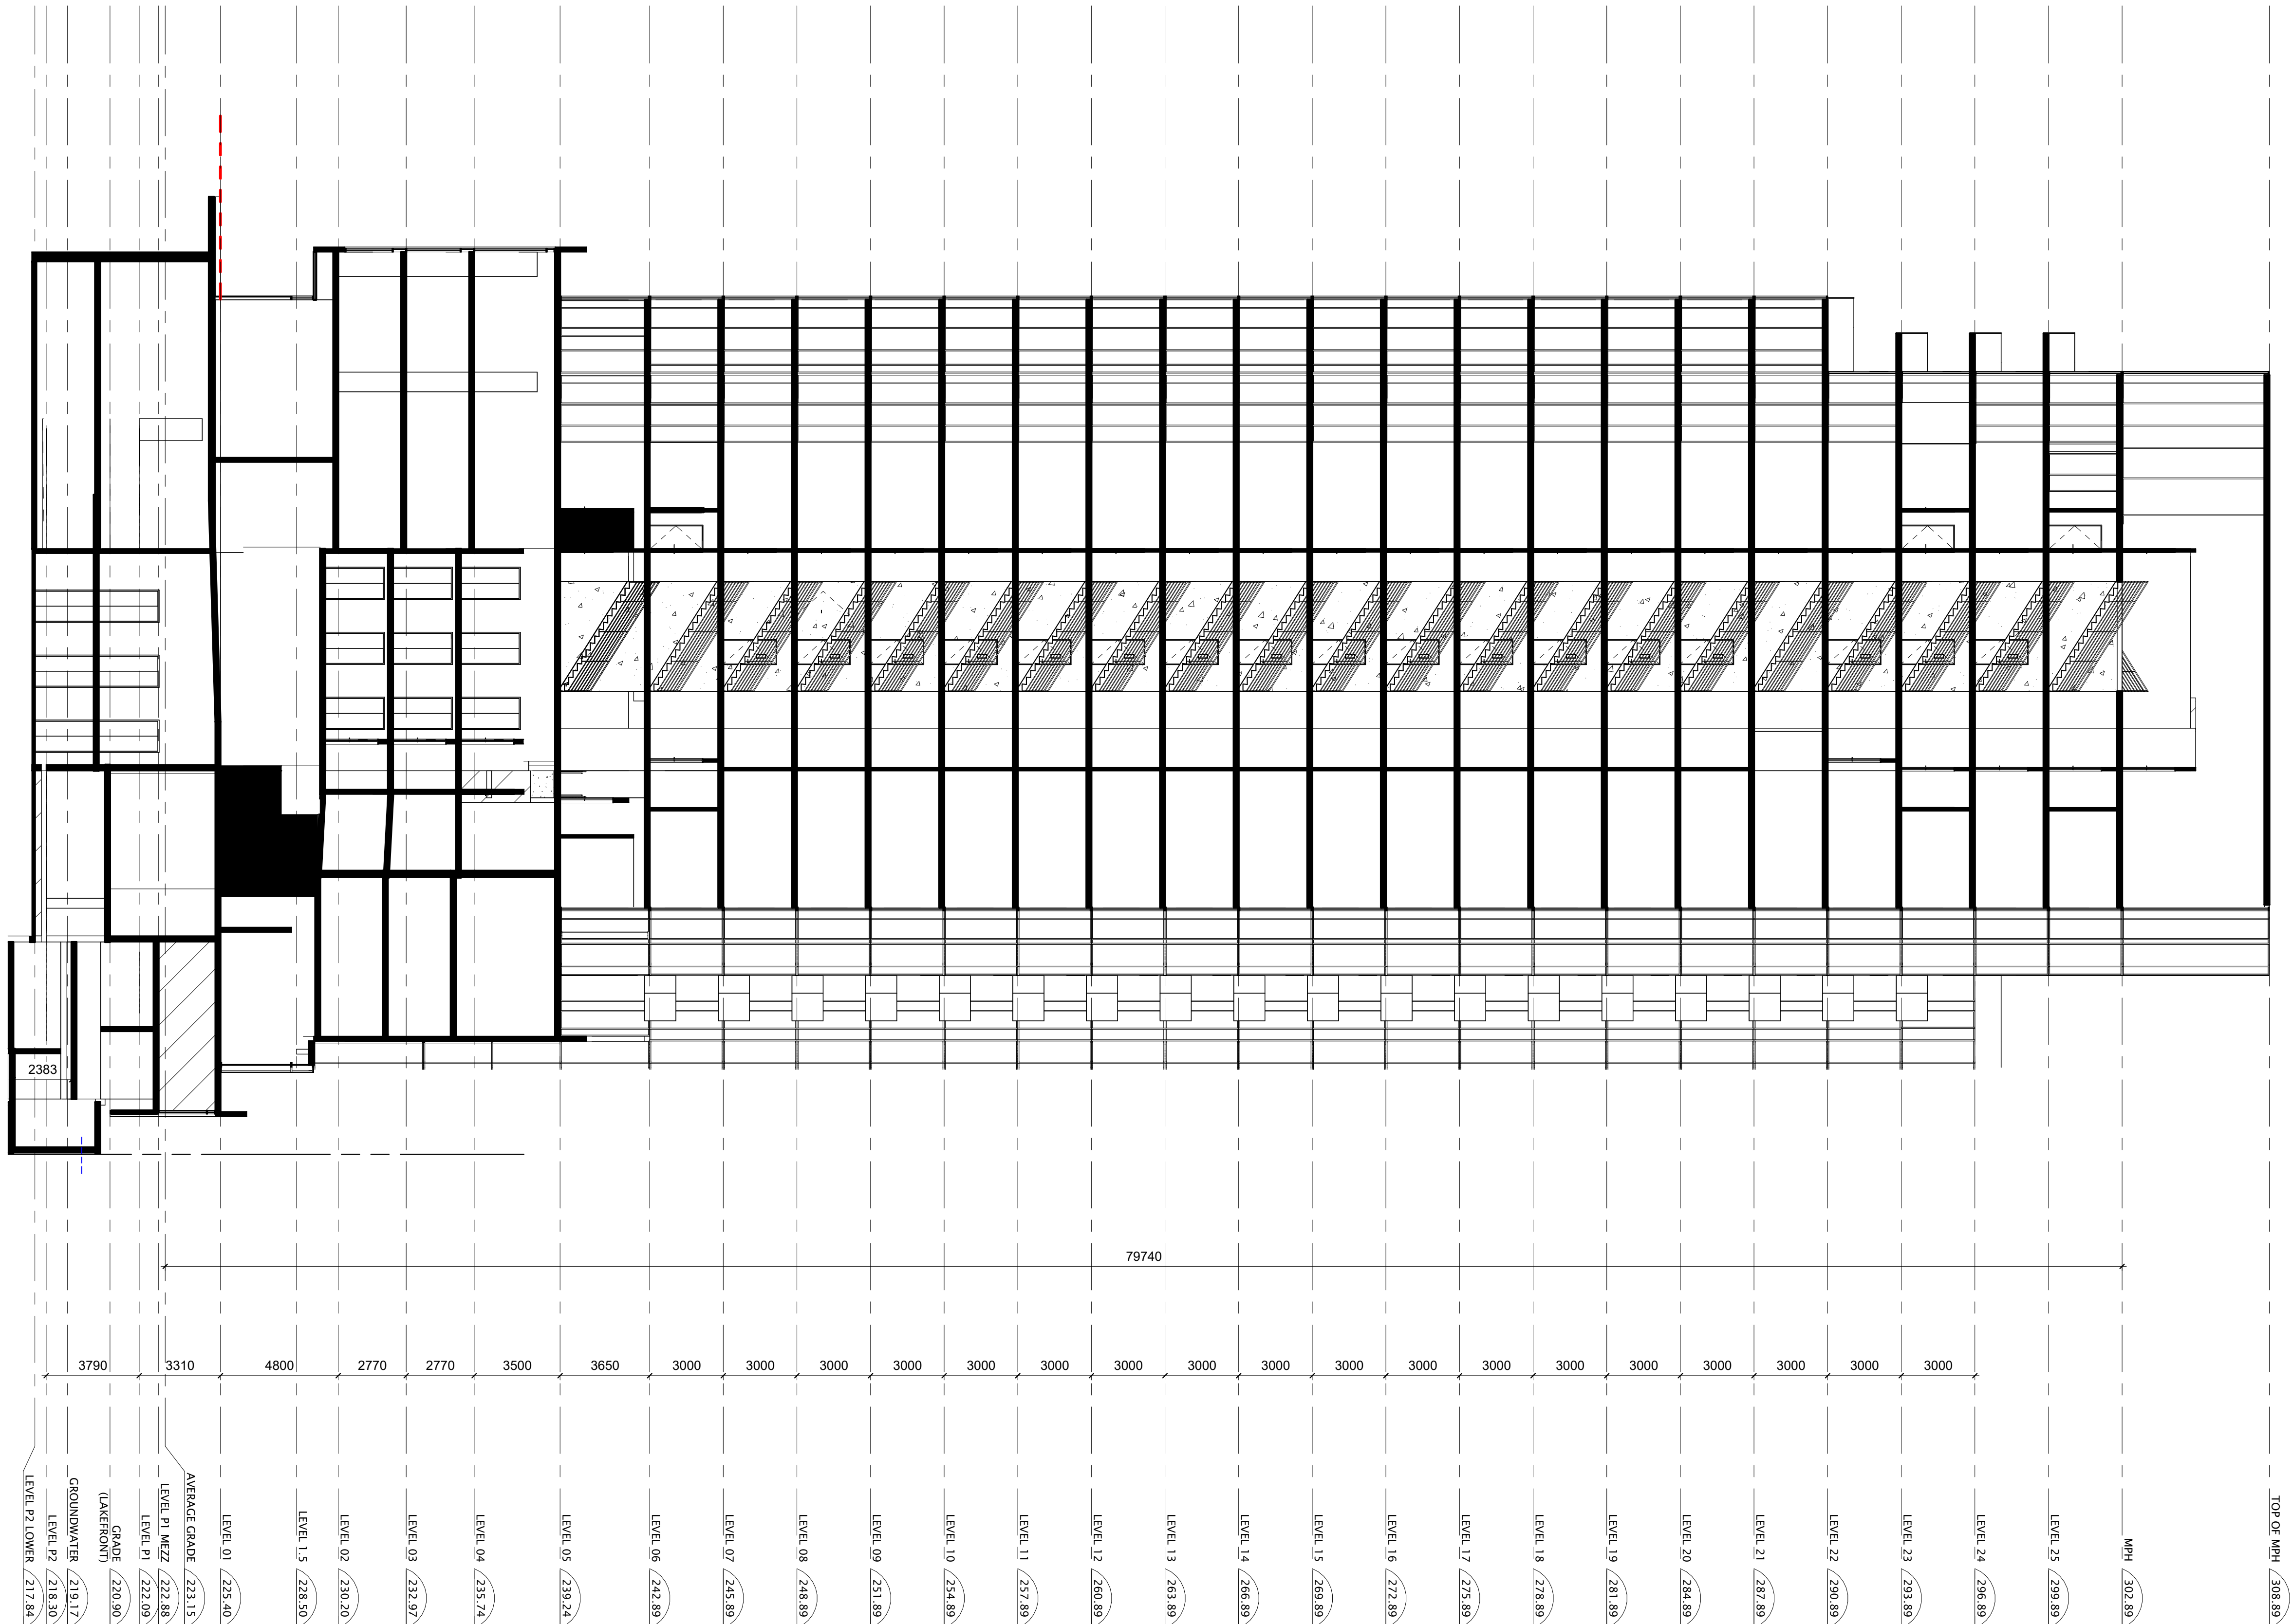 2383
79740
3790 3310 4800 2770 2770 3500 3650 3000 3000 3000 3000 3000 3000 3000 3000 3000 3000 3000 3000 3000 3000 3000 3000 3000 3000
LEVEL P2 LOWER 217.84
LEVEL P2 218.30
GROUNDWATER 219.17
GRADE
(LAKEFRONT) 220.90
LEVEL P1 222.09
LEVEL P1 MEZZ 222.88
AVERAGE GRADE 223.15
LEVEL 01 225.40
LEVEL 1.5 228.50
LEVEL 02 230.20
LEVEL 03 232.97
LEVEL 04 235.74
LEVEL 05 239.24
LEVEL 06 242.89
LEVEL 07 245.89
LEVEL 08 248.89
LEVEL 09 251.89
LEVEL 10 254.89
LEVEL 11 257.89
LEVEL 12 260.89
LEVEL 13 263.89
LEVEL 14 266.89
LEVEL 15 269.89
LEVEL 16 272.89
LEVEL 17 275.89
LEVEL 18 278.89
LEVEL 19 281.89
LEVEL 20 284.89
LEVEL 21 287.89
LEVEL 22 290.89
LEVEL 23 293.89
LEVEL 24 296.89
LEVEL 25 299.89
MPH 302.89
TOP OF MPH 308.89